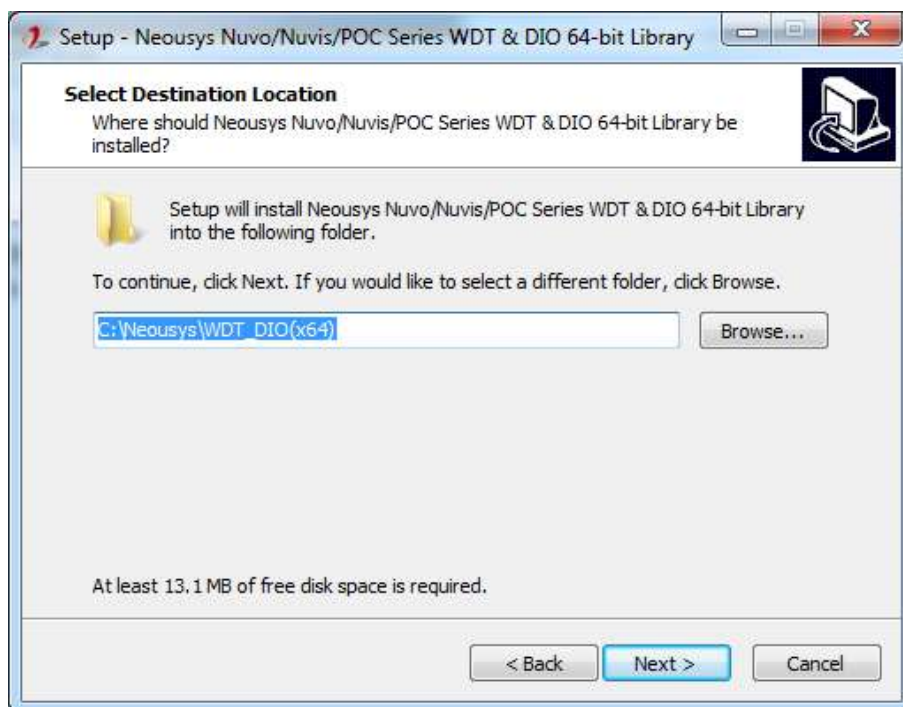 Setup - Neousys Nuvo/Nuvis/POC Series WDT & DIO 64-bit Library
Select Destination Location
Where should Neousys Nuvo/Nuvis/POC Series WDT & DIO 64-bit Library be
installed?
Setup will install Neousys Nuvo/Nuvis/POC Series WDT & DIO 64-bit Library
into the following folder.
To continue, click Next. If you would like to select a different folder, click Browse.
C:\Neousys\WDT_DIO(x64)
Browse...
At least 13.1 MB of free disk space is required.
< Back
Next >
Cancel